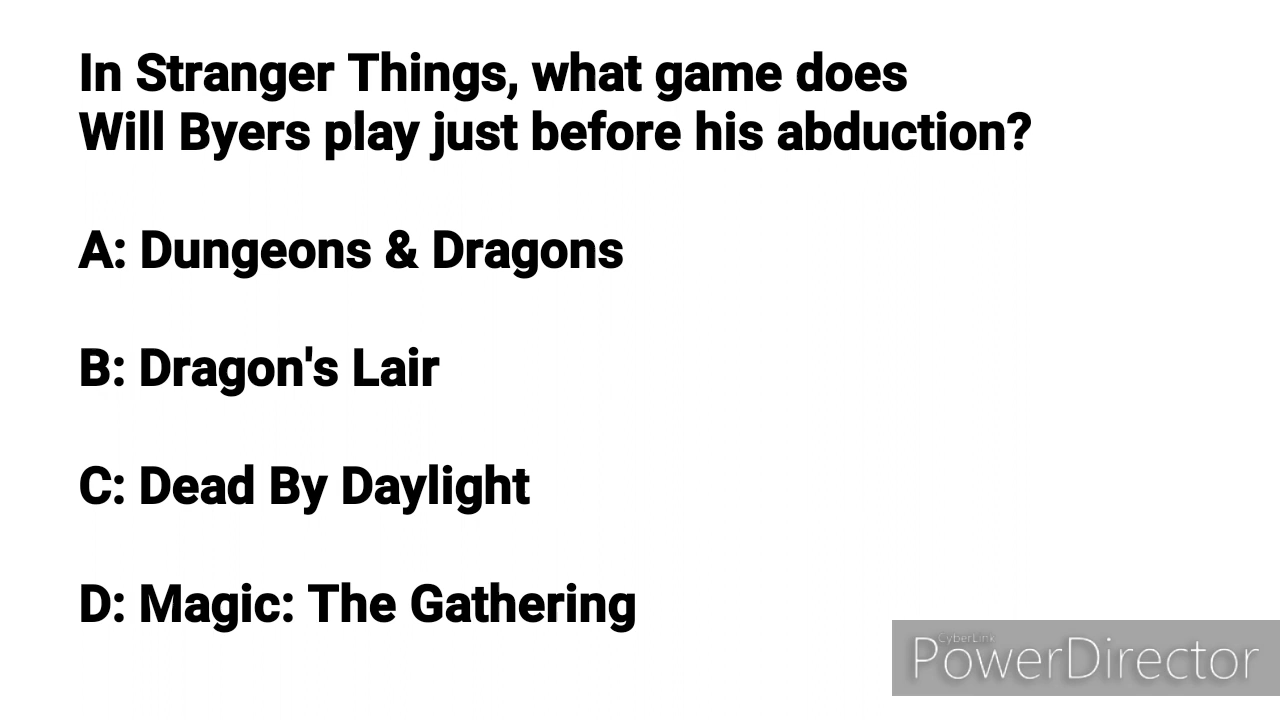 In Stranger Things, what game does
Will Byers play just before his abduction?
A: Dungeons & Dragons
B: Dragon's Lair
C: Dead By Daylight
D: Magic: The Gathering
CyberLink
PowerDirector